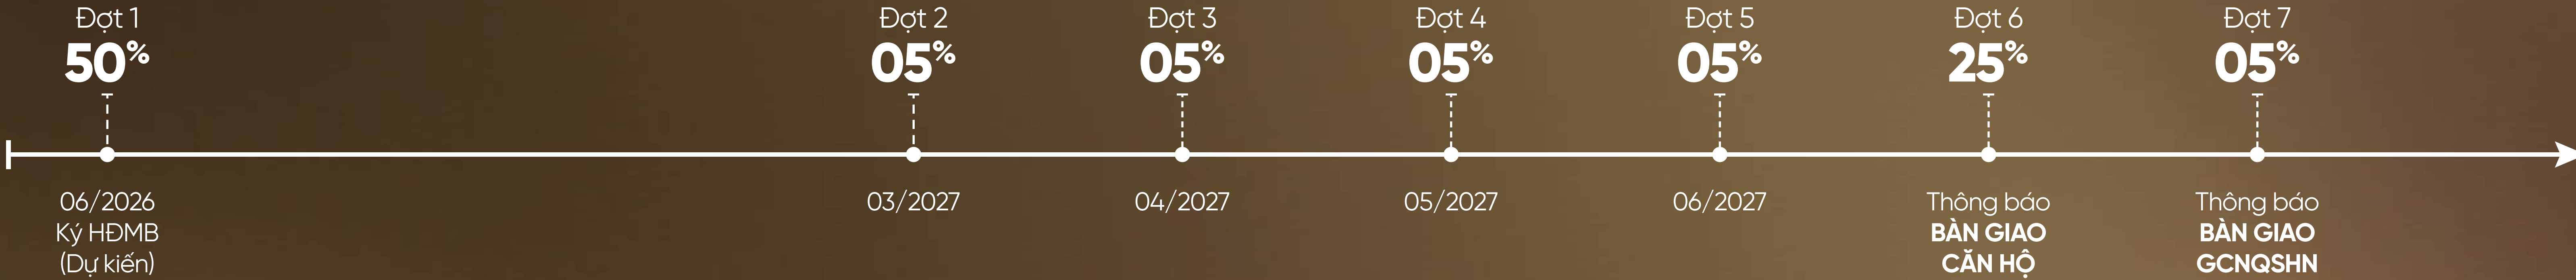 Đợt 1
50%
06/2026
Ký HĐMB
(Dự kiến)
Đợt 2
05%
03/2027
Đợt 3
05%
04/2027
Đợt 4
05%
05/2027
Đợt 5
05%
06/2027
Đợt 6
25%
Thông báo
BÀN GIAO
CĂN HỘ
Đợt 7
05%
Thông báo
BÀN GIAO
GCNQSHN